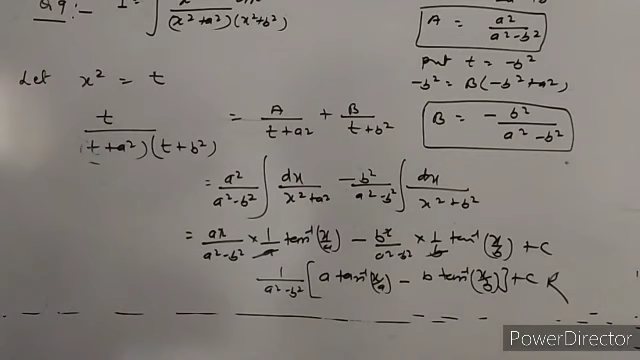 Q9:- I = ∫ x² dx / (x²+a²)(x²+b²)
Let x² = t
t / (t+a²)(t+b²) = A / t+a² + B / t+b²
= a² / a²-b² ∫ dx / x²+a² - b² / a²-b² ∫ dx / x²+b²
= a² / a²-b² × 1/a tan⁻¹(x/a) - b² / a²-b² × 1/b tan⁻¹(x/b) + C
1 / a²-b² [a tan⁻¹(x/a) - b tan⁻¹(x/b)] + C
A = a² / a²-b²
put t = -b²
-b² = B(-b²+a²)
B = - b² / a²-b²
PowerDirector